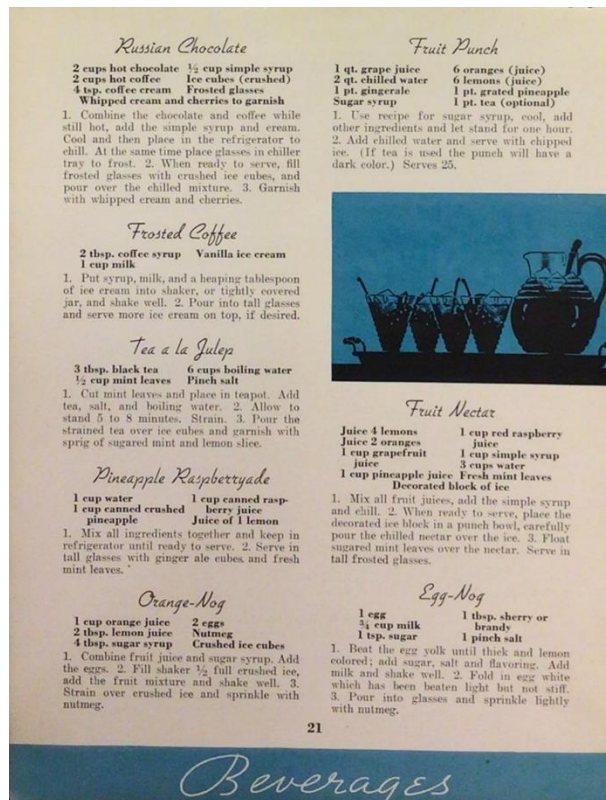 Russian Chocolate
2 cups hot chocolate ½ cup simple syrup
2 cups hot coffee Ice cubes (crushed)
4 tsp. coffee cream Frosted glasses
Whipped cream and cherries to garnish
1. Combine the chocolate and coffee while
still hot, add the simple syrup and cream.
Cool and then place in the refrigerator to
chill. At the same time place glasses in chiller
tray to frost. 2. When ready to serve, fill
frosted glasses with crushed ice cubes, and
pour over the chilled mixture. 3. Garnish
with whipped cream and cherries.
Frosted Coffee
2 tbsp. coffee syrup Vanilla ice cream
1 cup milk
1. Put syrup, milk, and a heaping tablespoon
of ice cream into shaker, or tightly covered
jar, and shake well. 2. Pour into tall glasses
and serve more ice cream on top, if desired.
Tea a la Julep
3 tbsp. black tea 6 cups boiling water
½ cup mint leaves Pinch salt
1. Cut mint leaves and place in teapot. Add
tea, salt, and boiling water. 2. Allow to
stand 5 to 8 minutes. Strain. 3. Pour the
strained tea over ice cubes and garnish with
sprig of sugared mint and lemon slice.
Pineapple Raspberryade
1 cup water 1 cup canned rasp-
1 cup canned crushed berry juice
pineapple Juice of 1 lemon
1. Mix all ingredients together and keep in
refrigerator until ready to serve. 2. Serve in
tall glasses with ginger ale cubes and fresh
mint leaves.
Orange-Nog
1 cup orange juice 2 eggs
2 tbsp. lemon juice Nutmeg
4 tbsp. sugar syrup Crushed ice cubes
1. Combine fruit juice and sugar syrup. Add
the eggs. 2. Fill shaker ½ full crushed ice,
add the fruit mixture and shake well. 3.
Strain over crushed ice and sprinkle with
nutmeg.
Fruit Punch
1 qt. grape juice 6 oranges (juice)
2 qt. chilled water 6 lemons (juice)
1 pt. gingerale 1 pt. grated pineapple
Sugar syrup 1 pt. tea (optional)
1. Use recipe for sugar syrup, cool, add
other ingredients and let stand for one hour.
2. Add chilled water and serve with chipped
ice. (If tea is used the punch will have a
dark color.) Serves 25.
Fruit Nectar
Juice 4 lemons 1 cup red raspberry
Juice 2 oranges juice
1 cup grapefruit 1 cup simple syrup
juice 3 cups water
1 cup pineapple juice Fresh mint leaves
Decorated block of ice
1. Mix all fruit juices, add the simple syrup
and chill. 2. When ready to serve, place the
decorated ice block in a punch bowl, carefully
pour the chilled nectar over the ice. 3. Float
sugared mint leaves over the nectar. Serve in
tall frosted glasses.
Egg-Nog
1 egg 1 tbsp. sherry or
¾ cup milk brandy
1 tsp. sugar 1 pinch salt
1. Beat the egg yolk until thick and lemon
colored; add sugar, salt and flavoring. Add
milk and shake well. 2. Fold in egg white
which has been beaten light but not stiff.
3. Pour into glasses and sprinkle lightly
with nutmeg.
21
Beverages